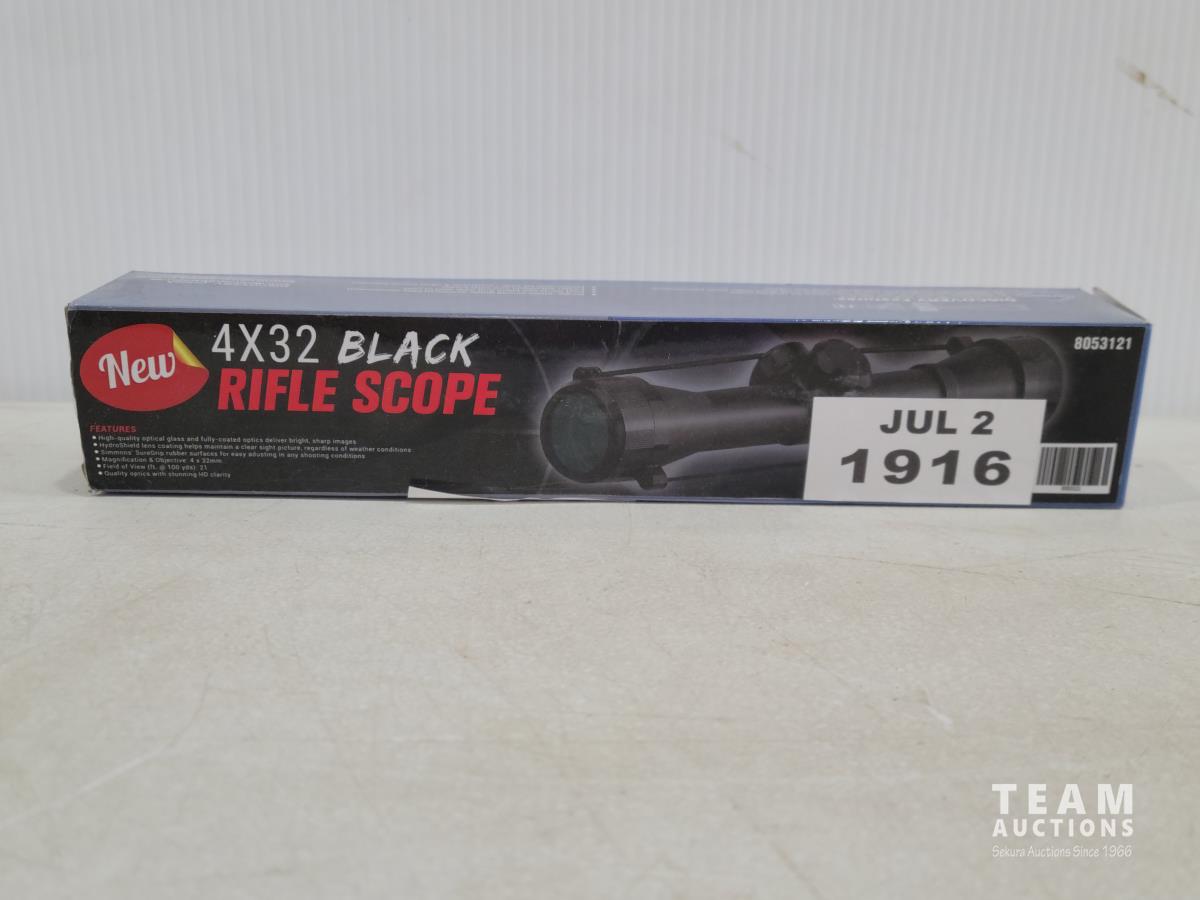 New
4X32 BLACK
RIFLE SCOPE
FEATURES
• High-quality optical glass and fully-coated optics deliver bright, sharp images
• HydroShield lens coating helps maintain a clear sight picture, regardless of weather conditions
• Simmons' SureGrip rubber surfaces for easy adusting in any shooting conditions
• Magnification & Objective: 4 x 32mm
• Field of View (ft. @ 100 yds): 21
• Quality optics with stunning HD clarity
8053121
JUL 2
1916
TEAM
AUCTIONS
Sekura Auctions Since 1966